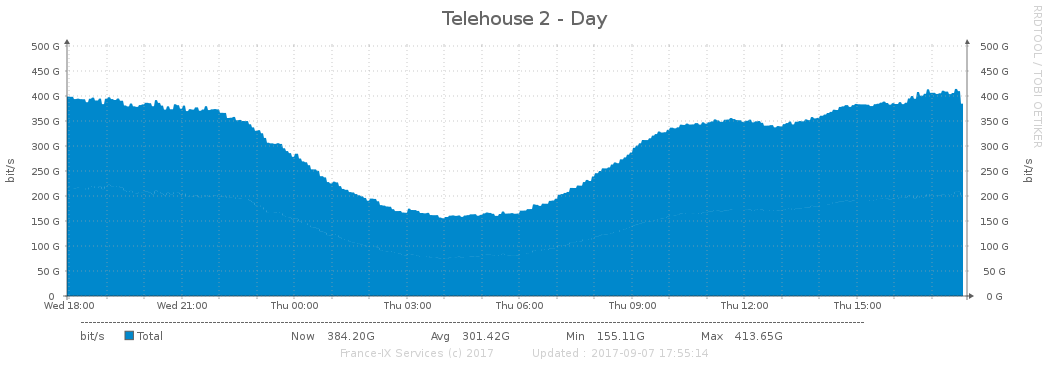 Telehouse 2 - Day
RRDTOOL / TOBI OETIKER
500 G 500 G
450 G 450 G
400 G 400 G
350 G 350 G
300 G 300 G
250 G 250 G
200 G 200 G
150 G 150 G
100 G 100 G
50 G 50 G
0 0 G
bit/s bit/s
Wed 18:00 Wed 21:00 Thu 00:00 Thu 03:00 Thu 06:00 Thu 09:00 Thu 12:00 Thu 15:00
bit/s Total Now 384.20G Avg 301.42G Min 155.11G Max 413.65G
France-IX Services (c) 2017 Updated : 2017-09-07 17:55:14